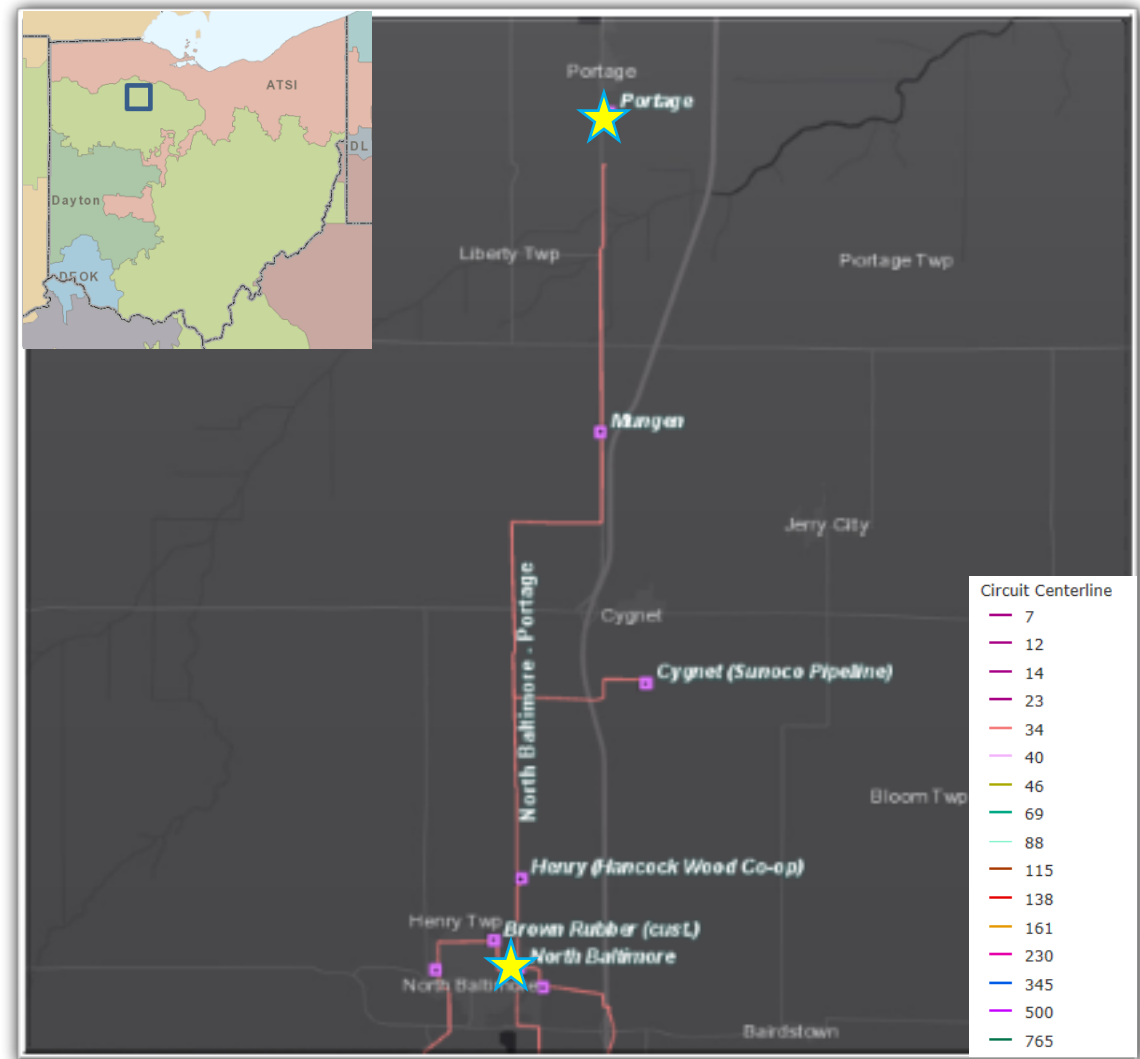 ATSI
DL
Dayton
DEOK
Portage
Portage
Liberty Twp
Portage Twp
Mungen
Jerry City
Cygnet
North Baltimore - Portage
Cygnet (Sunoco Pipeline)
Bloom Twp
Henry (Hancock Wood Co-op)
Henry Twp
Brown Rubber (cust.)
North Baltimore
North Baltimore
Bairdstown
Circuit Centerline
7
12
14
23
34
40
46
69
88
115
138
161
230
345
500
765